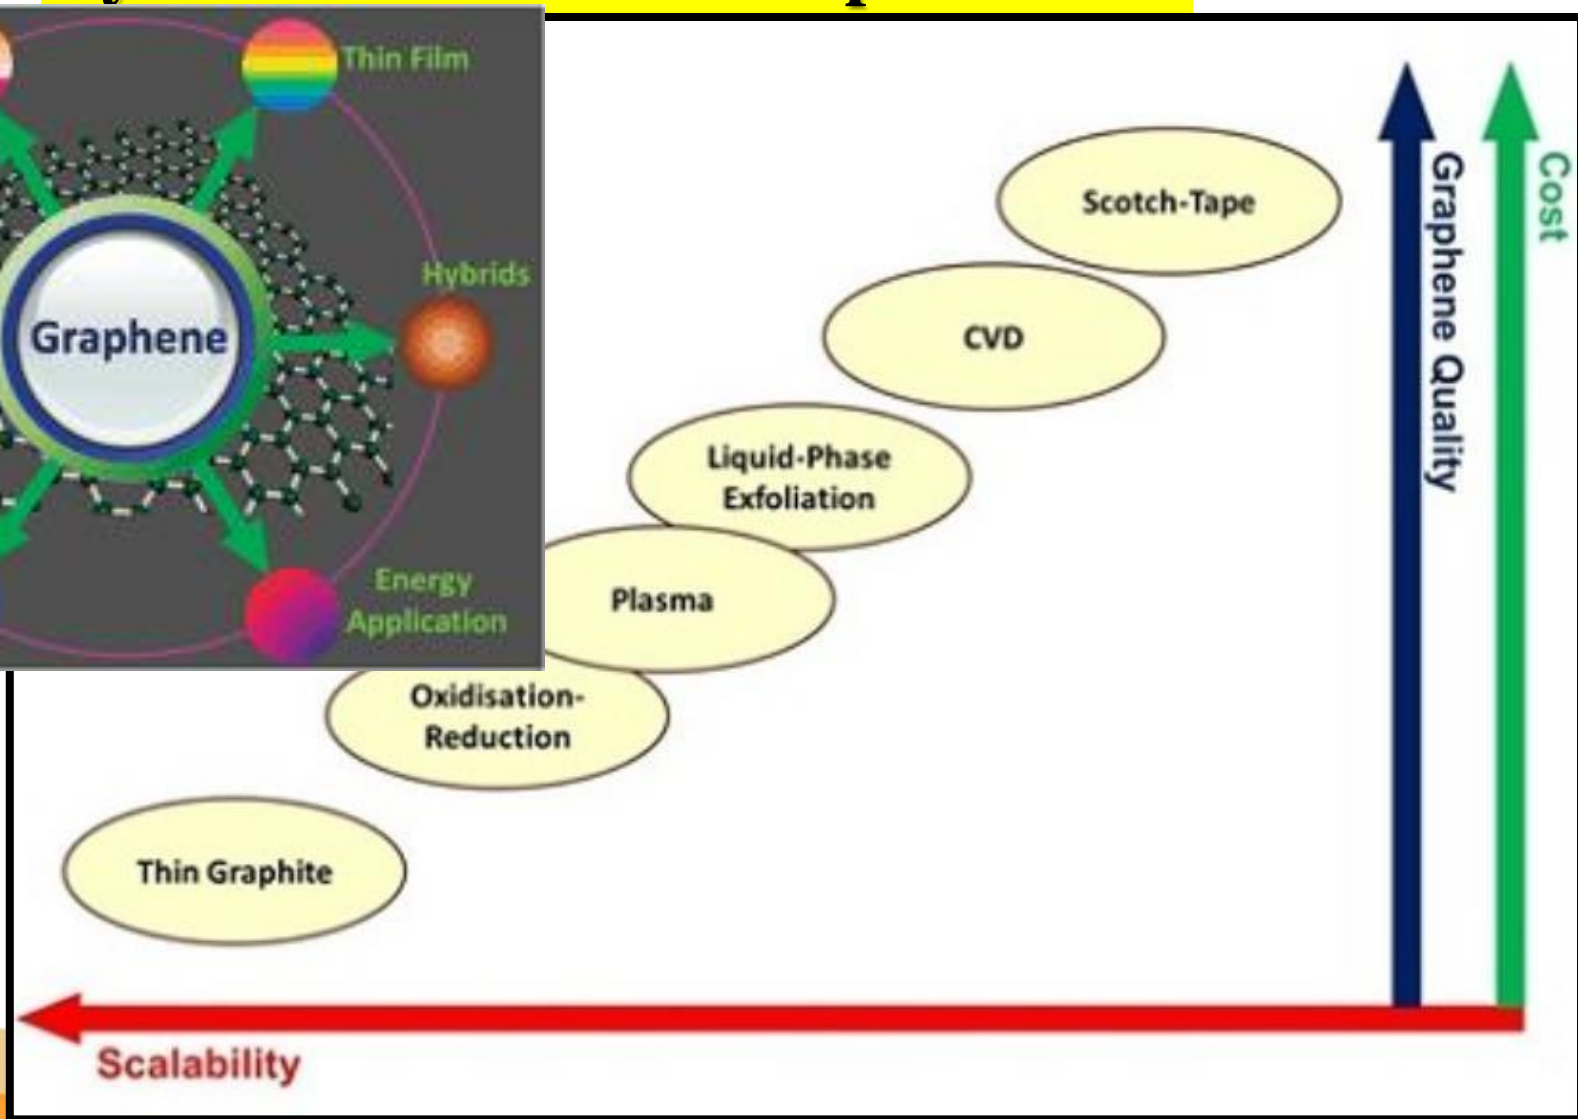 Thin Film
Hybrids
Graphene
Energy
Application
Scotch-Tape
CVD
Liquid-Phase
Exfoliation
Plasma
Oxidisation-
Reduction
Thin Graphite
Graphene Quality
Cost
Scalability